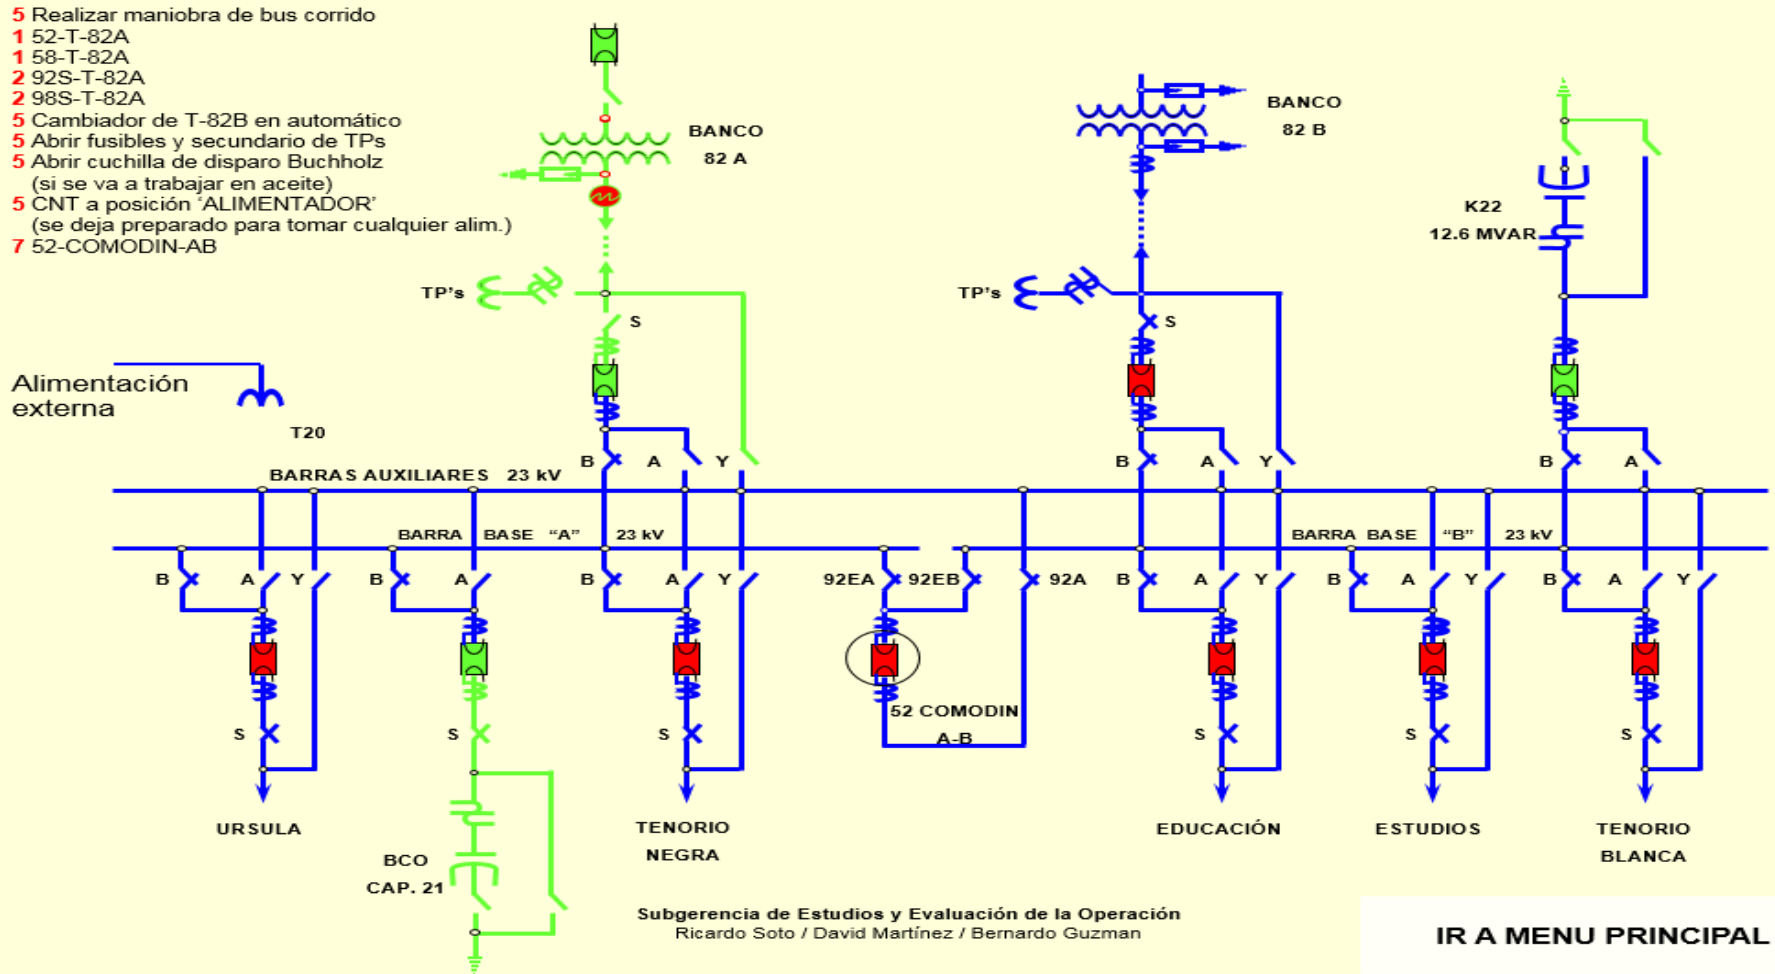 5 Realizar maniobra de bus corrido
1 52-T-82A
1 58-T-82A
2 92S-T-82A
2 98S-T-82A
5 Cambiador de T-82B en automático
5 Abrir fusibles y secundario de TPs
5 Abrir cuchilla de disparo Buchholz
(si se va a trabajar en aceite)
5 CNT a posición ‘ALIMENTADOR’
(se deja preparado para tomar cualquier alim.)
7 52-COMODIN-AB
BANCO
82 A
BANCO
82 B
K22
12.6 MVAR
TP’s
S
TP’s
S
Alimentación
externa
T20
B A Y
B A Y
B A
BARRAS AUXILIARES 23 kV
BARRA BASE “A” 23 kV
BARRA BASE “B” 23 kV
B A Y
B A
B A Y
92EA 92EB 92A
B A Y
B A Y
B A Y
52 COMODIN
A-B
S
S
S
S
S
S
URSULA
BCO
CAP. 21
TENORIO
NEGRA
EDUCACIÓN
ESTUDIOS
TENORIO
BLANCA
Subgerencia de Estudios y Evaluación de la Operación
Ricardo Soto / David Martínez / Bernardo Guzman
IR A MENU PRINCIPAL